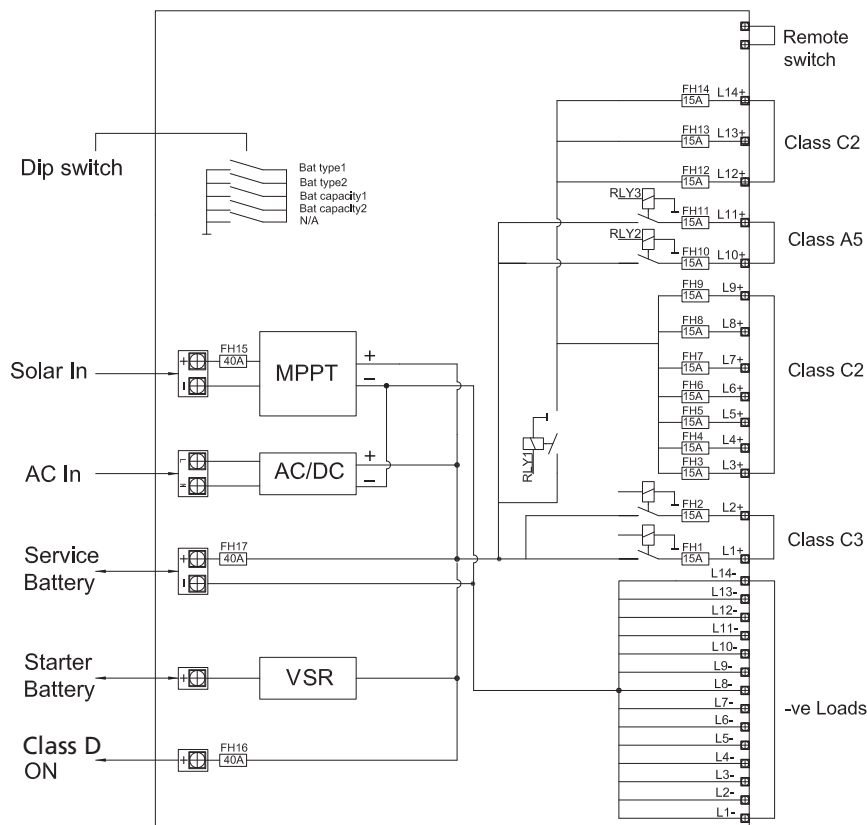 Remote
switch
FH14
15A
L14+
FH13
15A
L13+
Class C2
FH12
15A
L12+
Dip switch
Bat type1
Bat type2
Bat capacity1
Bat capacity2
N/A
RLY3
FH11
15A
L11+
Class A5
RLY2
FH10
15A
L10+
FH9
15A
L9+
FH8
15A
L8+
FH7
15A
L7+
Class C2
FH6
15A
L6+
FH5
15A
L5+
FH4
15A
L4+
FH3
15A
L3+
Solar In
+
FH15
40A
MPPT
+
−
RLY1
AC In
L
AC/DC
+
−
FH2
15A
L2+
Class C3
FH1
15A
L1+
Service
Battery
+
FH17
40A
L14-
L13-
L12-
L11-
L10-
L9-
L8-
L7-
L6-
L5-
L4-
L3-
L2-
L1-
-ve Loads
Starter
Battery
+
VSR
Class D
ON
+
FH16
40A